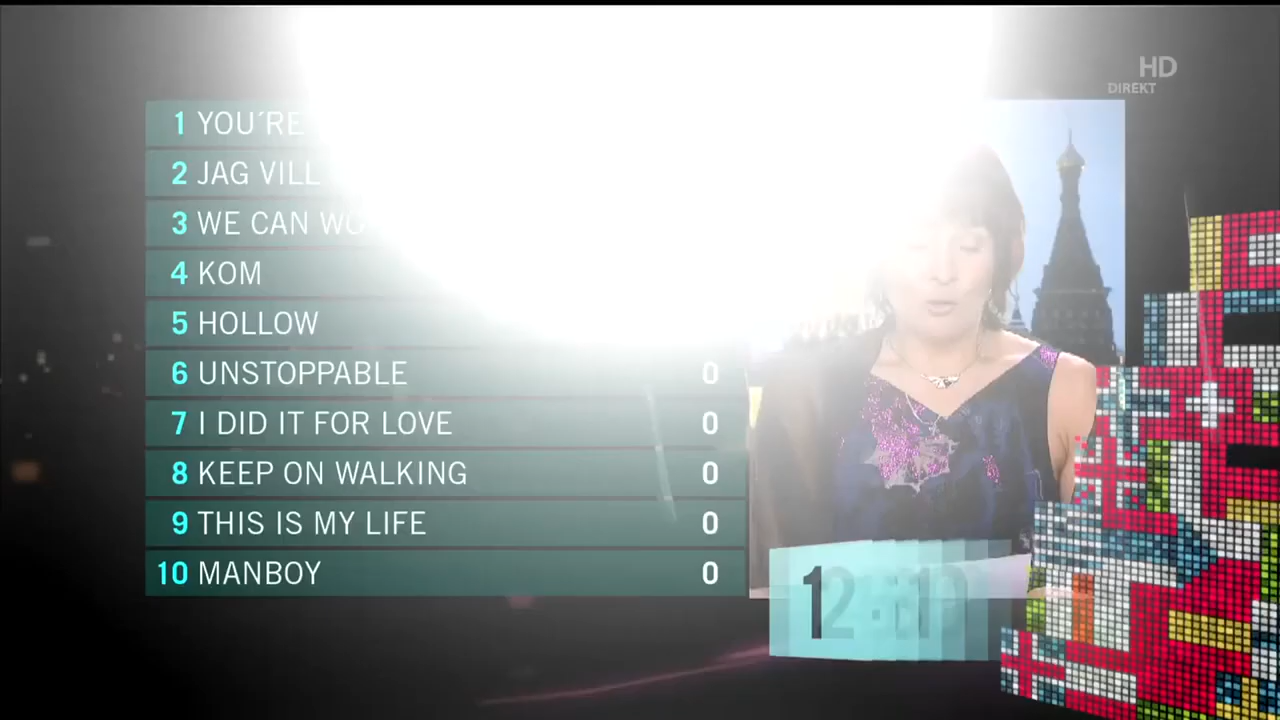 HD
DIREKT
1 YOU´RE
2 JAG VILL
3 WE CAN WO
4 KOM
5 HOLLOW
6 UNSTOPPABLE 0
7 I DID IT FOR LOVE 0
8 KEEP ON WALKING 0
9 THIS IS MY LIFE 0
10 MANBOY 0
1